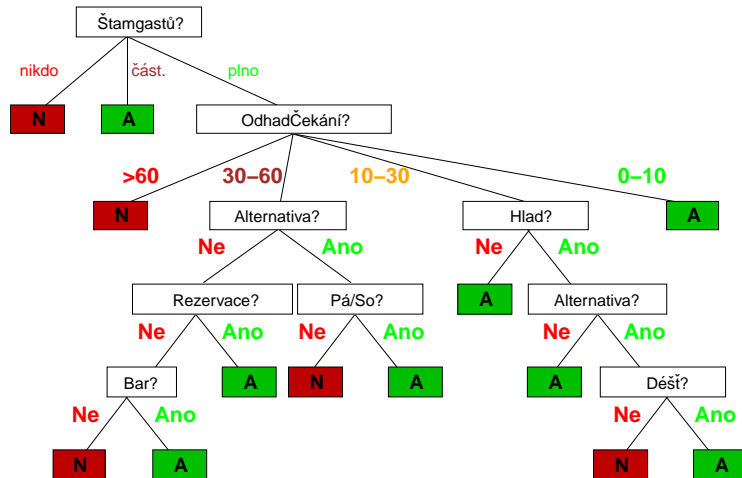 Štamgastů?
nikdo část. plno
N A OdhadČekání?
>60 30–60 10–30 0–10
N Alternativa? Hlad? A
Ne Ano Ne Ano
Rezervace? Pá/So? A Alternativa?
Ne Ano Ne Ano Ne Ano
Bar? A N A A Déšť?
Ne Ano Ne Ano
N A N A